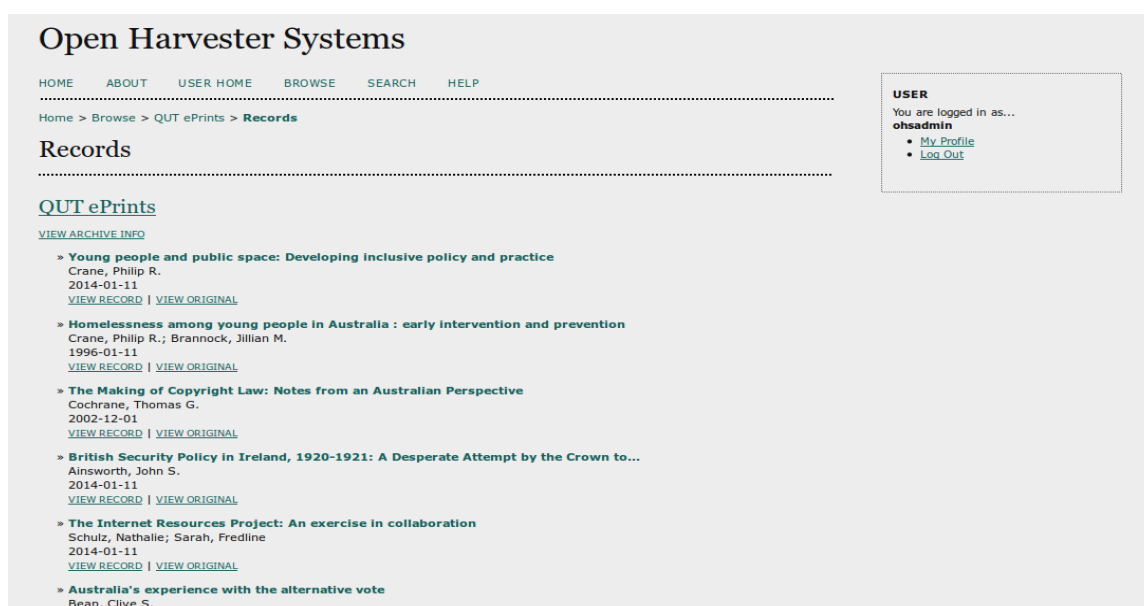 Open Harvester Systems
HOME ABOUT USER HOME BROWSE SEARCH HELP
Home > Browse > QUT ePrints > Records
Records
QUT ePrints
VIEW ARCHIVE INFO
» Young people and public space: Developing inclusive policy and practice
Crane, Philip R.
2014-01-11
VIEW RECORD | VIEW ORIGINAL
» Homelessness among young people in Australia : early intervention and prevention
Crane, Philip R.; Brannock, Jillian M.
1996-01-11
VIEW RECORD | VIEW ORIGINAL
» The Making of Copyright Law: Notes from an Australian Perspective
Cochrane, Thomas G.
2002-12-01
VIEW RECORD | VIEW ORIGINAL
» British Security Policy in Ireland, 1920-1921: A Desperate Attempt by the Crown to...
Ainsworth, John S.
2014-01-11
VIEW RECORD | VIEW ORIGINAL
» The Internet Resources Project: An exercise in collaboration
Schulz, Nathalie; Sarah, Fredline
2014-01-11
VIEW RECORD | VIEW ORIGINAL
» Australia's experience with the alternative vote
Bean, Clive S.
USER
You are logged in as...
ohsadmin
• My Profile
• Log Out